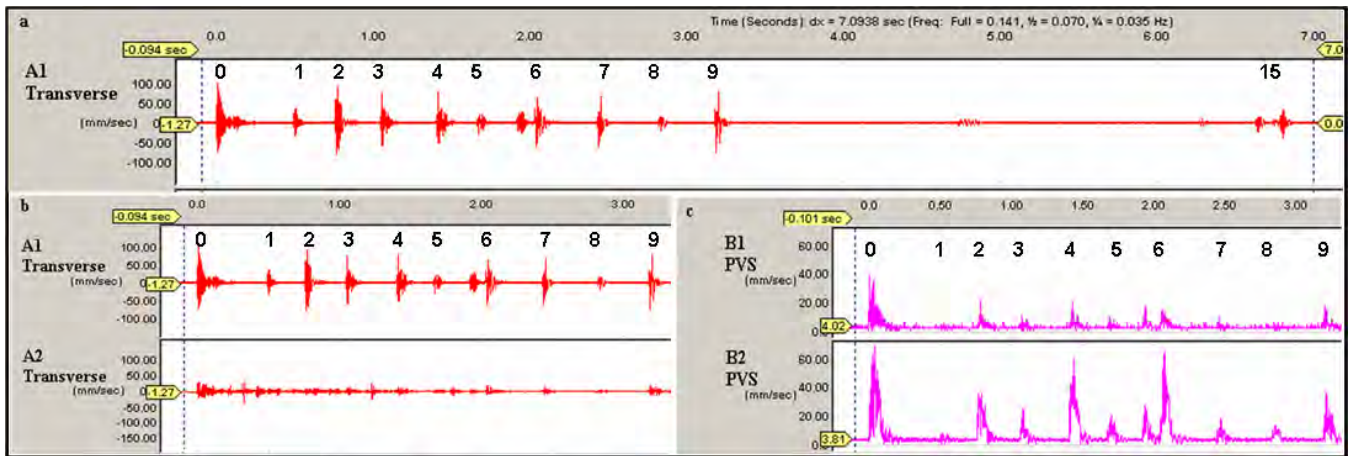 a
Time (Seconds): dx = 7.0938 sec (Freq: Full = 0.141, ½ = 0.070, ¼ = 0.035 Hz)
0.0 1.00 2.00 3.00 4.00 5.00 6.00 7.00
-0.094 sec 7.0
A1 0 1 2 3 4 5 6 7 8 9 15
Transverse 100.00
50.00
(mm/sec) 0 -1.27 0.0
-50.00
-100.00
b
0.0 1.00 2.00 3.00
-0.094 sec
A1 0 1 2 3 4 5 6 7 8 9
100.00
Transverse 50.00
(mm/sec) 0 -1.27
-50.00
-100.00
A2
Transverse 100.00
50.00
(mm/sec) -1.27
-50.00
-100.00
-150.00
c
0.0 0.50 1.00 1.50 2.00 2.50 3.00
-0.101 sec
B1 60.00 0 1 2 3 4 5 6 7 8 9
PVS
(mm/sec) 40.00
20.00
4.02
B2 60.00
PVS
(mm/sec) 40.00
20.00
0 3.81